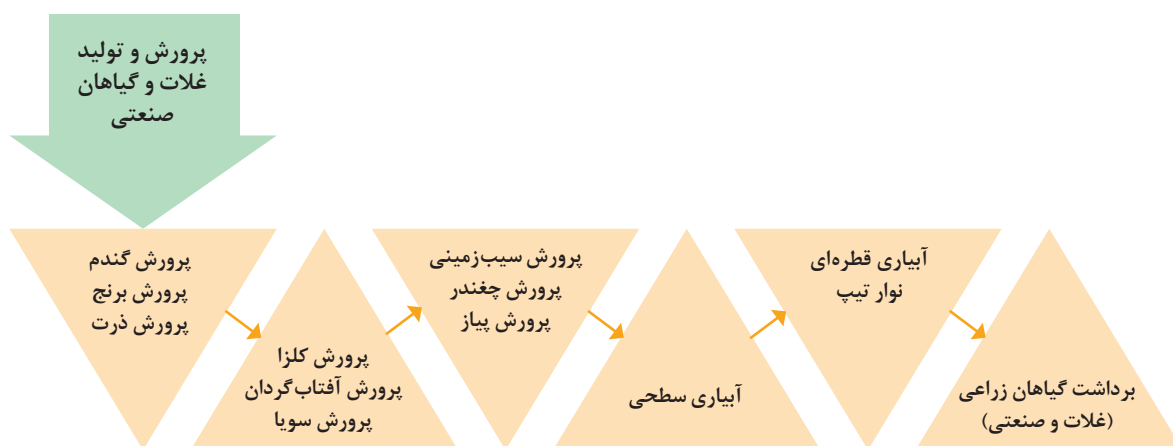 پرورش و تولید
غلات و گیاهان
صنعتی
پرورش گندم
پرورش برنج
پرورش ذرت
پرورش کلزا
پرورش آفتاب‌گردان
پرورش سویا
پرورش سیب‌زمینی
پرورش چغندر
پرورش پیاز
آبیاری سطحی
آبیاری قطره‌ای
نوار تیپ
برداشت گیاهان زراعی
(غلات و صنعتی)